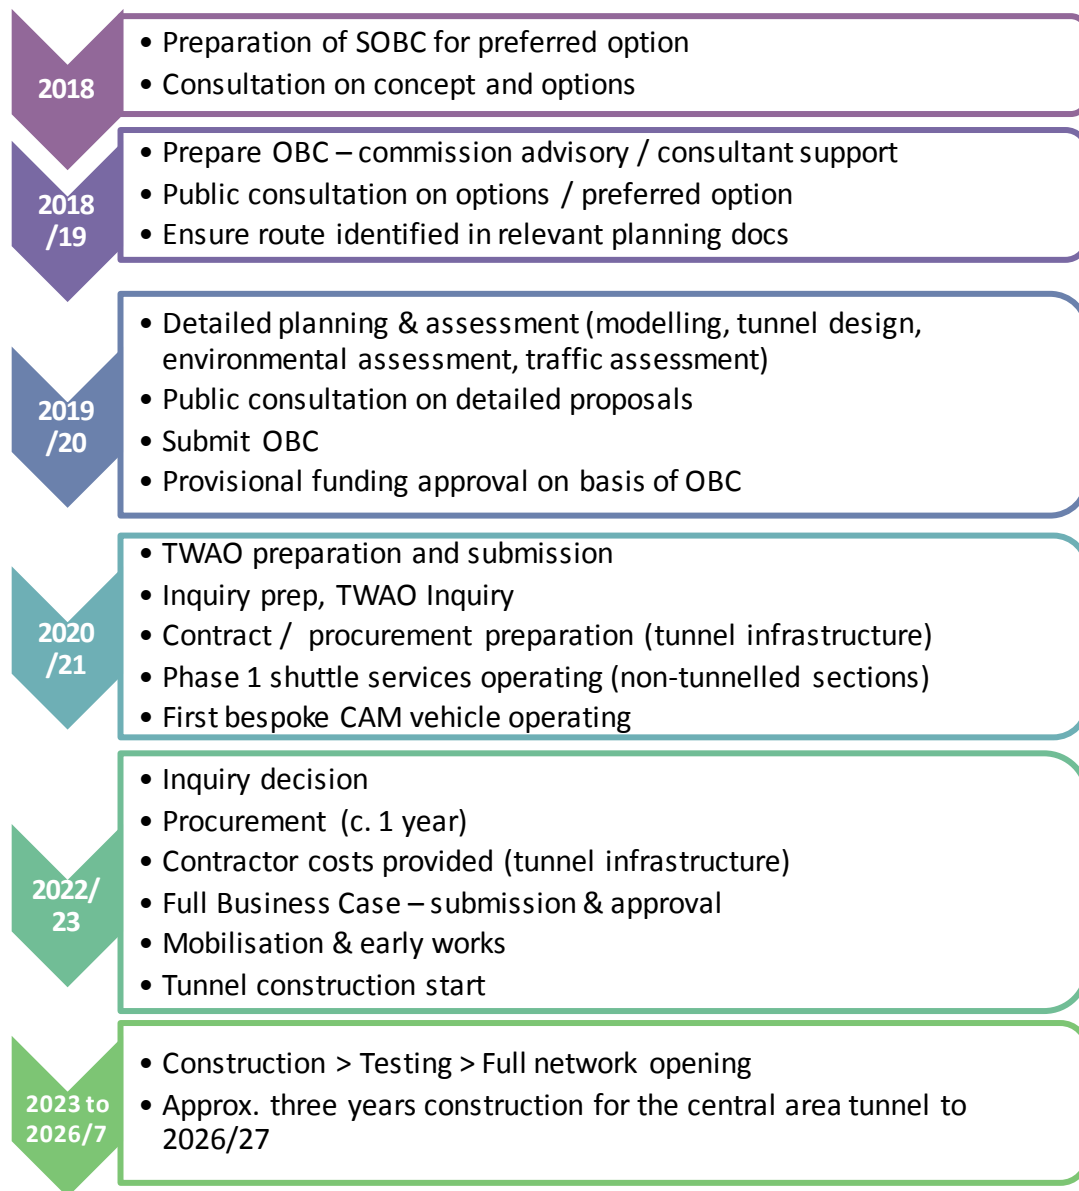 2018
• Preparation of SOBC for preferred option
• Consultation on concept and options
2018
/19
• Prepare OBC – commission advisory / consultant support
• Public consultation on options / preferred option
• Ensure route identified in relevant planning docs
2019
/20
• Detailed planning & assessment (modelling, tunnel design,
environmental assessment, traffic assessment)
• Public consultation on detailed proposals
• Submit OBC
• Provisional funding approval on basis of OBC
2020
/21
• TWAO preparation and submission
• Inquiry prep, TWAO Inquiry
• Contract / procurement preparation (tunnel infrastructure)
• Phase 1 shuttle services operating (non-tunnelled sections)
• First bespoke CAM vehicle operating
2022/
23
• Inquiry decision
• Procurement (c. 1 year)
• Contractor costs provided (tunnel infrastructure)
• Full Business Case – submission & approval
• Mobilisation & early works
• Tunnel construction start
2023 to
2026/7
• Construction > Testing > Full network opening
• Approx. three years construction for the central area tunnel to
2026/27